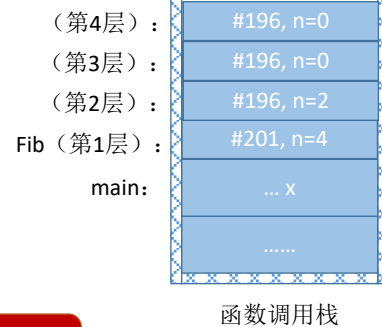 （第4层）： #196, n=0
（第3层）： #196, n=0
（第2层）： #196, n=2
Fib（第1层）： #201, n=4
main： … x
……
函数调用栈